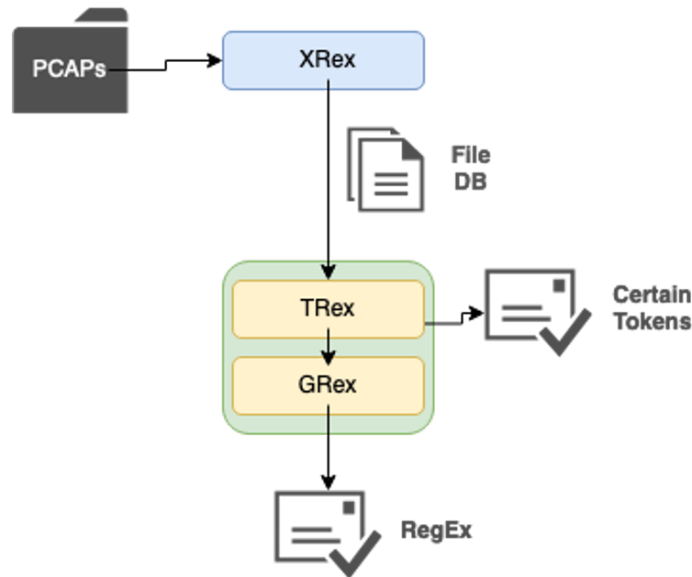 PCAPs
XRex
File
DB
TRex
Certain
Tokens
GRex
RegEx